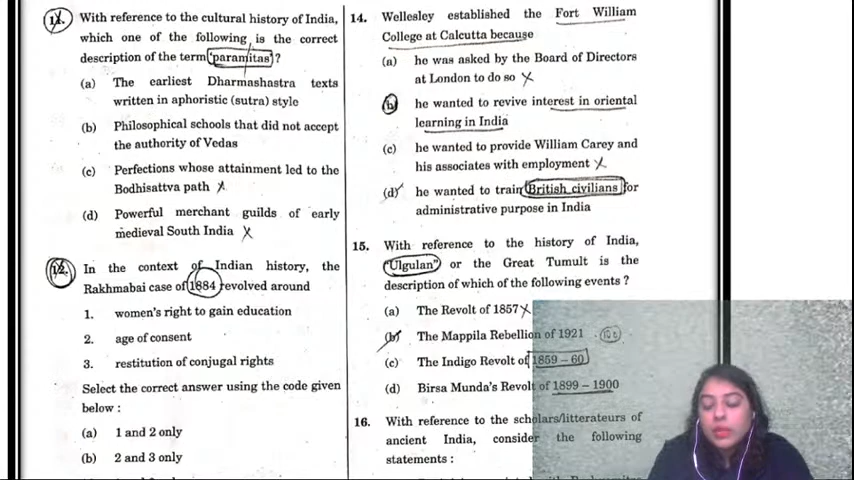 11. With reference to the cultural history of India,
which one of the following is the correct
description of the term 'paramitas' ?
(a) The earliest Dharmashastra texts
written in aphoristic (sutra) style
(b) Philosophical schools that did not accept
the authority of Vedas
(c) Perfections whose attainment led to the
Bodhisattva path
(d) Powerful merchant guilds of early
medieval South India
12. In the context of Indian history, the
Rakhmabai case of 1884 revolved around
1. women's right to gain education
2. age of consent
3. restitution of conjugal rights
Select the correct answer using the code given
below :
(a) 1 and 2 only
(b) 2 and 3 only
14. Wellesley established the Fort William
College at Calcutta because
(a) he was asked by the Board of Directors
at London to do so
(b) he wanted to revive interest in oriental
learning in India
(c) he wanted to provide William Carey and
his associates with employment
(d) he wanted to train British civilians for
administrative purpose in India
15. With reference to the history of India,
"Ulgulan" or the Great Tumult is the
description of which of the following events ?
(a) The Revolt of 1857
(b) The Mappila Rebellion of 1921
(c) The Indigo Revolt of 1859 – 60
(d) Birsa Munda's Revolt of 1899 – 1900
16. With reference to the scholars/litterateurs of
ancient India, consider the following
statements :